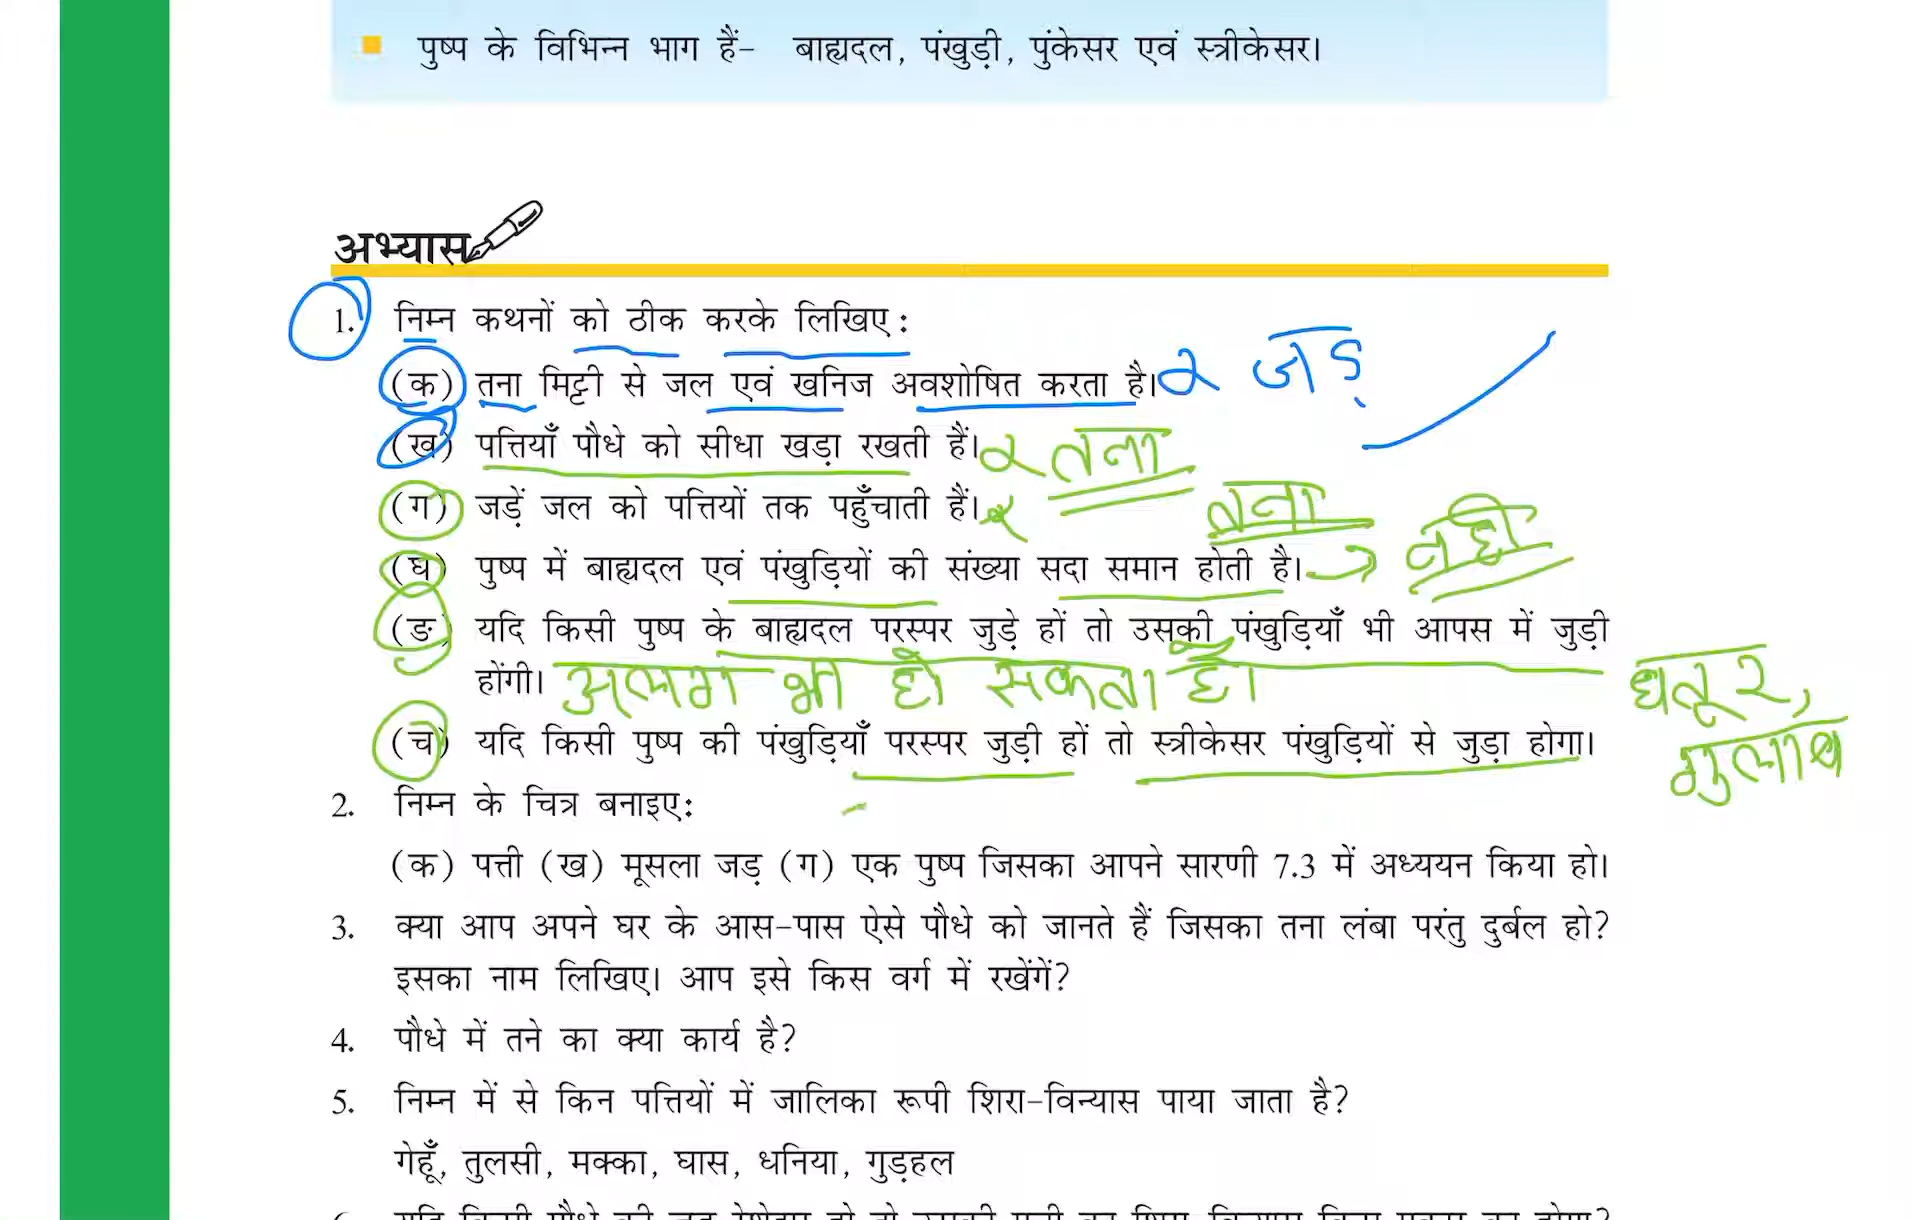 पुष्प के विभिन्न भाग हैं- बाह्यदल, पंखुड़ी, पुंकेसर एवं स्त्रीकेसर।
अभ्यास
1. निम्न कथनों को ठीक करके लिखिए:
(क) तना मिट्टी से जल एवं खनिज अवशोषित करता है। जड़
(ख) पत्तियाँ पौधे को सीधा खड़ा रखती हैं। तना
(ग) जड़ें जल को पत्तियों तक पहुँचाती हैं। तना
(घ) पुष्प में बाह्यदल एवं पंखुड़ियों की संख्या सदा समान होती है। नही
(ङ) यदि किसी पुष्प के बाह्यदल परस्पर जुड़े हों तो उसकी पंखुड़ियाँ भी आपस में जुड़ी
होंगी। अलग भी हो सकता है।
धतूर,
(च) यदि किसी पुष्प की पंखुड़ियाँ परस्पर जुड़ी हों तो स्त्रीकेसर पंखुड़ियों से जुड़ा होगा।
गुलाब
2. निम्न के चित्र बनाइए:
(क) पत्ती (ख) मूसला जड़ (ग) एक पुष्प जिसका आपने सारणी 7.3 में अध्ययन किया हो।
3. क्या आप अपने घर के आस-पास ऐसे पौधे को जानते हैं जिसका तना लंबा परंतु दुर्बल हो?
इसका नाम लिखिए। आप इसे किस वर्ग में रखेंगें?
4. पौधे में तने का क्या कार्य है?
5. निम्न में से किन पत्तियों में जालिका रूपी शिरा-विन्यास पाया जाता है?
गेहूँ, तुलसी, मक्का, घास, धनिया, गुड़हल